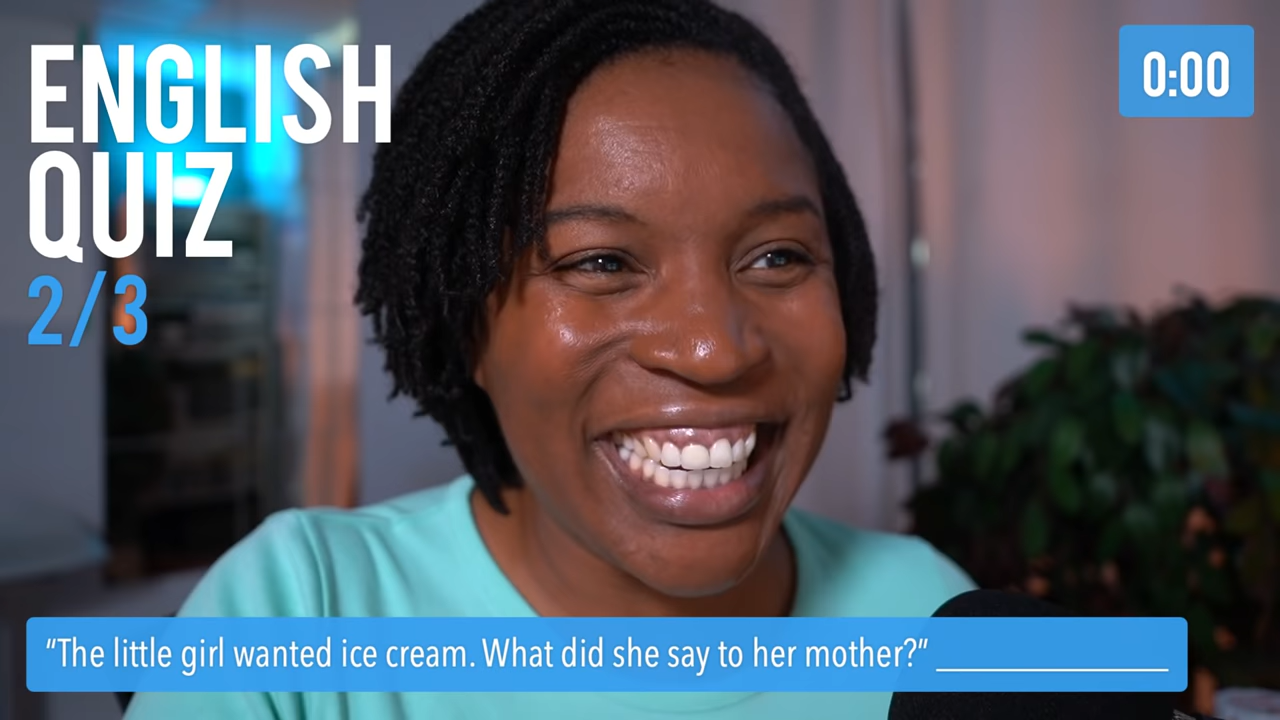 ENGLISH
QUIZ
2/3
0:00
“The little girl wanted ice cream. What did she say to her mother?” ______________